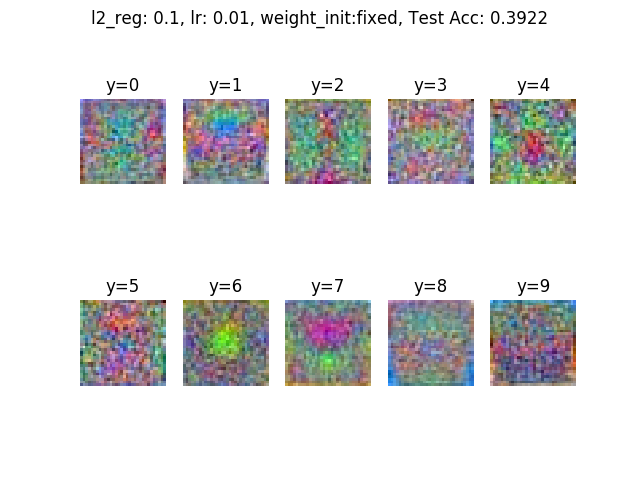 l2_reg: 0.1, lr: 0.01, weight_init:fixed, Test Acc: 0.3922
y=0 y=1 y=2 y=3 y=4
y=5 y=6 y=7 y=8 y=9